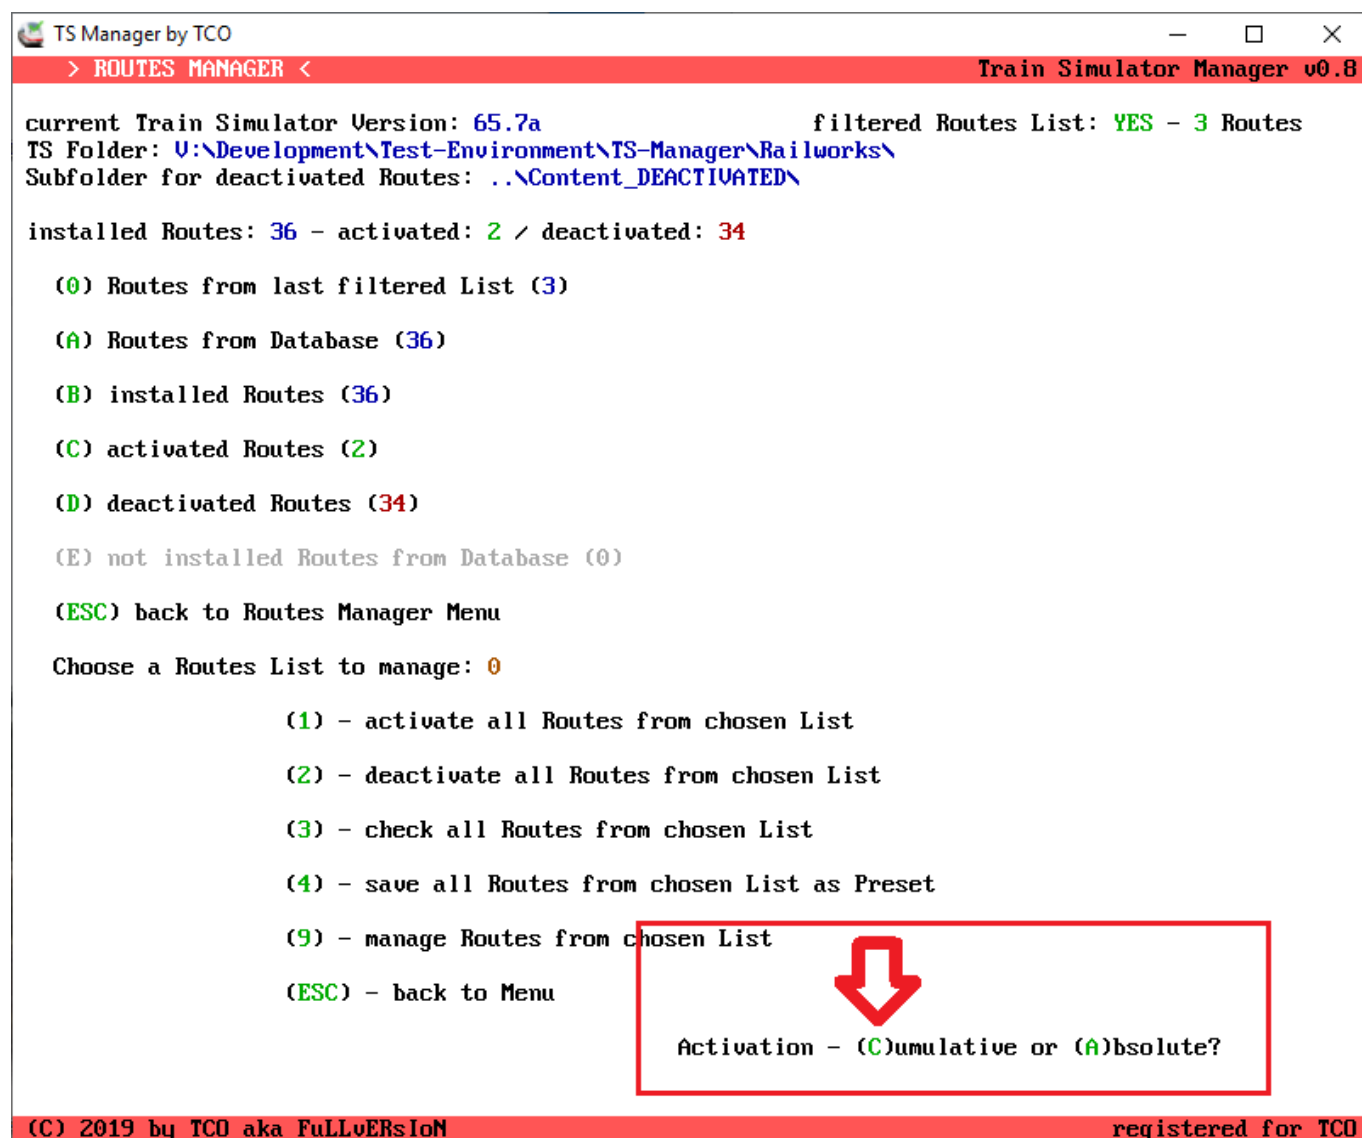 TS Manager by TCO
> ROUTES MANAGER < Train Simulator Manager v0.8
current Train Simulator Version: 65.7a filtered Routes List: YES - 3 Routes
TS Folder: V:\Development\Test-Environment\TS-Manager\Railworks\
Subfolder for deactivated Routes: ..\Content_DEACTIVATED\
installed Routes: 36 - activated: 2 / deactivated: 34
(0) Routes from last filtered List (3)
(A) Routes from Database (36)
(B) installed Routes (36)
(C) activated Routes (2)
(D) deactivated Routes (34)
(E) not installed Routes from Database (0)
(ESC) back to Routes Manager Menu
Choose a Routes List to manage: 0
(1) - activate all Routes from chosen List
(2) - deactivate all Routes from chosen List
(3) - check all Routes from chosen List
(4) - save all Routes from chosen List as Preset
(9) - manage Routes from chosen List
(ESC) - back to Menu
Activation - (C)umulative or (A)bsolute?
(C) 2019 by TCO aka FuLLvERsIoN registered for TCO